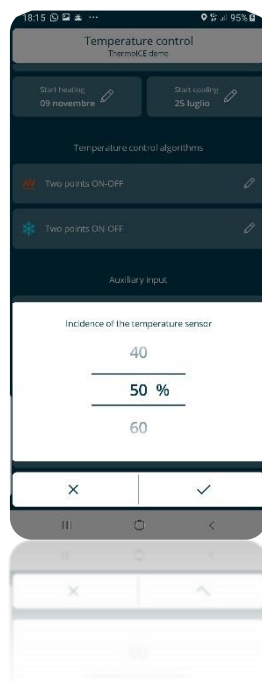 18:15 95%
Temperature control
ThermoICE demo
Start heating
09 novembre
Start cooling
25 luglio
Temperature control algorithms
Two points ON-OFF
Two points ON-OFF
Auxiliary input
Incidence of the temperature sensor
40
50 %
60